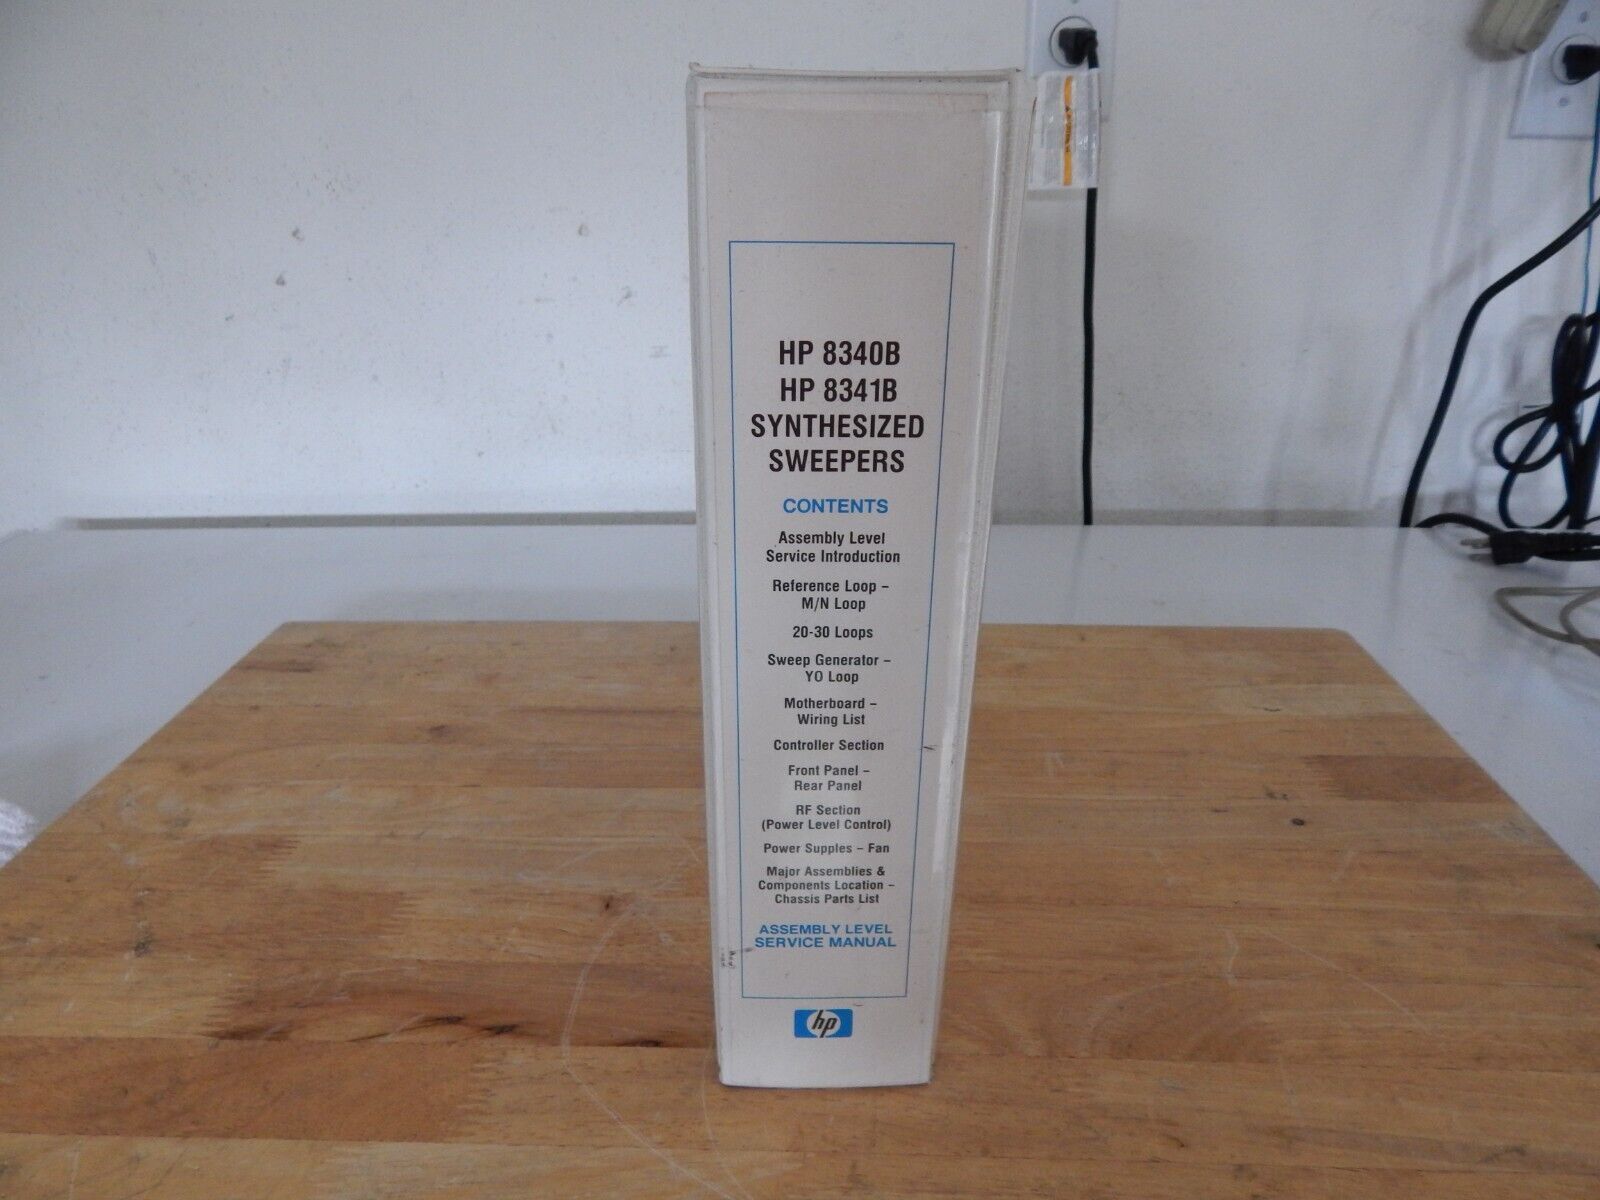 HP 8340B
HP 8341B
SYNTHESIZED
SWEEPERS
CONTENTS
Assembly Level
Service Introduction
Reference Loop –
M/N Loop
20-30 Loops
Sweep Generator –
YO Loop
Motherboard –
Wiring List
Controller Section
Front Panel –
Rear Panel
RF Section
(Power Level Control)
Power Supples – Fan
Major Assemblies &
Components Location –
Chassis Parts List
ASSEMBLY LEVEL
SERVICE MANUAL
hp